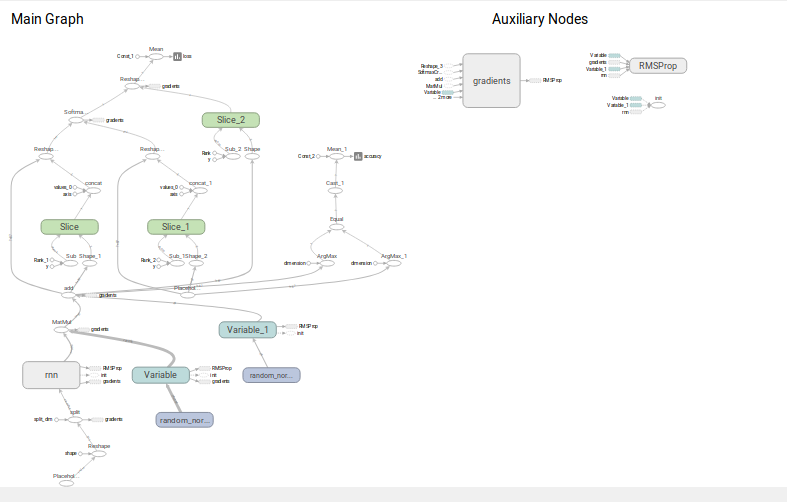 Main Graph
Auxiliary Nodes
Mean
Const_1
loss
Reshap...
gradients
Softma...
gradients
Slice_2
Reshap...
Reshap...
Rank
y
Sub_2
Shape
Const_2
Mean_1
accuracy
values_0
axis
concat
values_0
axis
concat_1
Cast_1
Slice
Slice_1
Equal
Rank_1
y
Sub
Shape_1
Rank_2
y
Sub_1
Shape_2
dimension
ArgMax
dimension
ArgMax_1
add
gradients
Placehol...
MatMul
gradients
Variable_1
RMSProp
init
rnn
RMSProp
init
gradients
Variable
RMSProp
init
gradients
random_nor...
random_nor...
split_dim
split
gradients
shape
Reshape
Placehol...
Reshape_3
SoftmaxCr...
add
MatMul
Variable
... 2 more
gradients
RMSProp
Variable
gradients
Variable_1
rnn
RMSProp
Variable
Variable_1
rnn
init